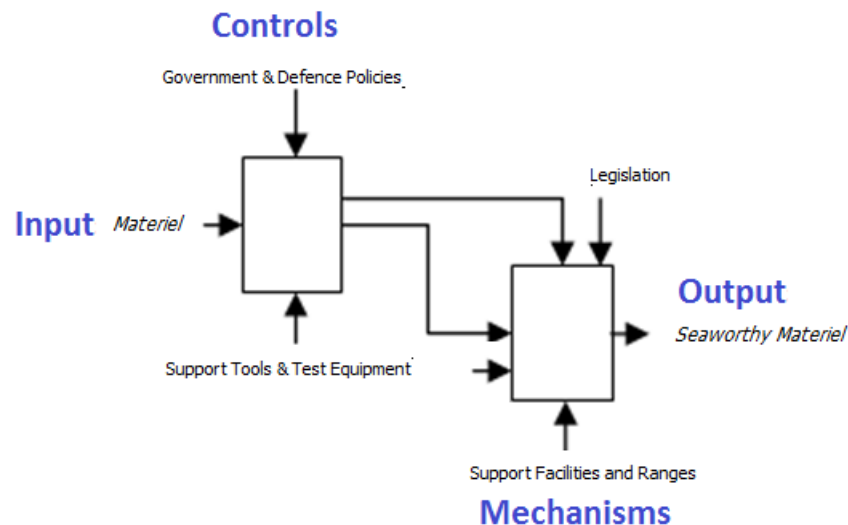 Controls
Government & Defence Policies
Legislation
Input
Materiel
Output
Seaworthy Materiel
Support Tools & Test Equipment
Support Facilities and Ranges
Mechanisms